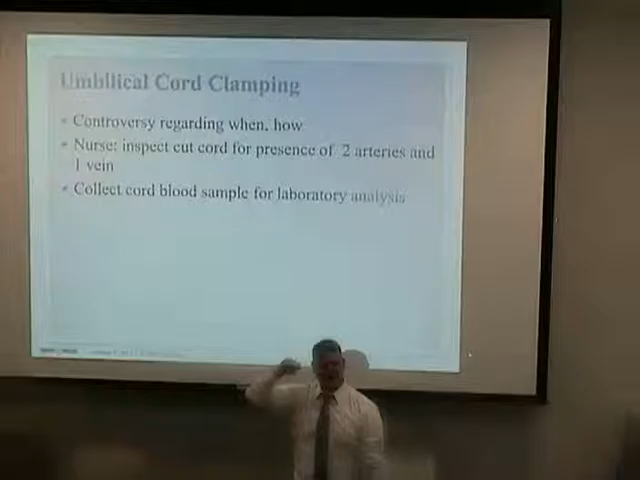 Umbilical Cord Clamping
Controversy regarding when, how
Nurse: inspect cut cord for presence of 2 arteries and
1 vein
Collect cord blood sample for laboratory analysis